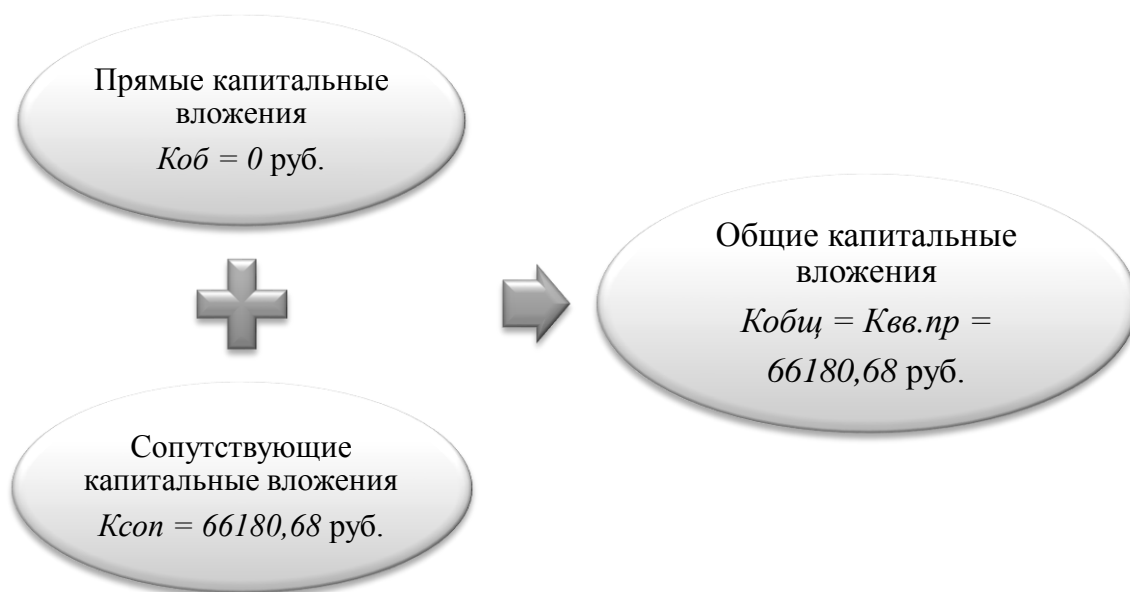 Прямые капитальные
вложения
Коб = 0 руб.
Сопутствующие
капитальные вложения
Ксоп = 66180,68 руб.
Общие капитальные
вложения
Кобщ = Квв.пр =
66180,68 руб.